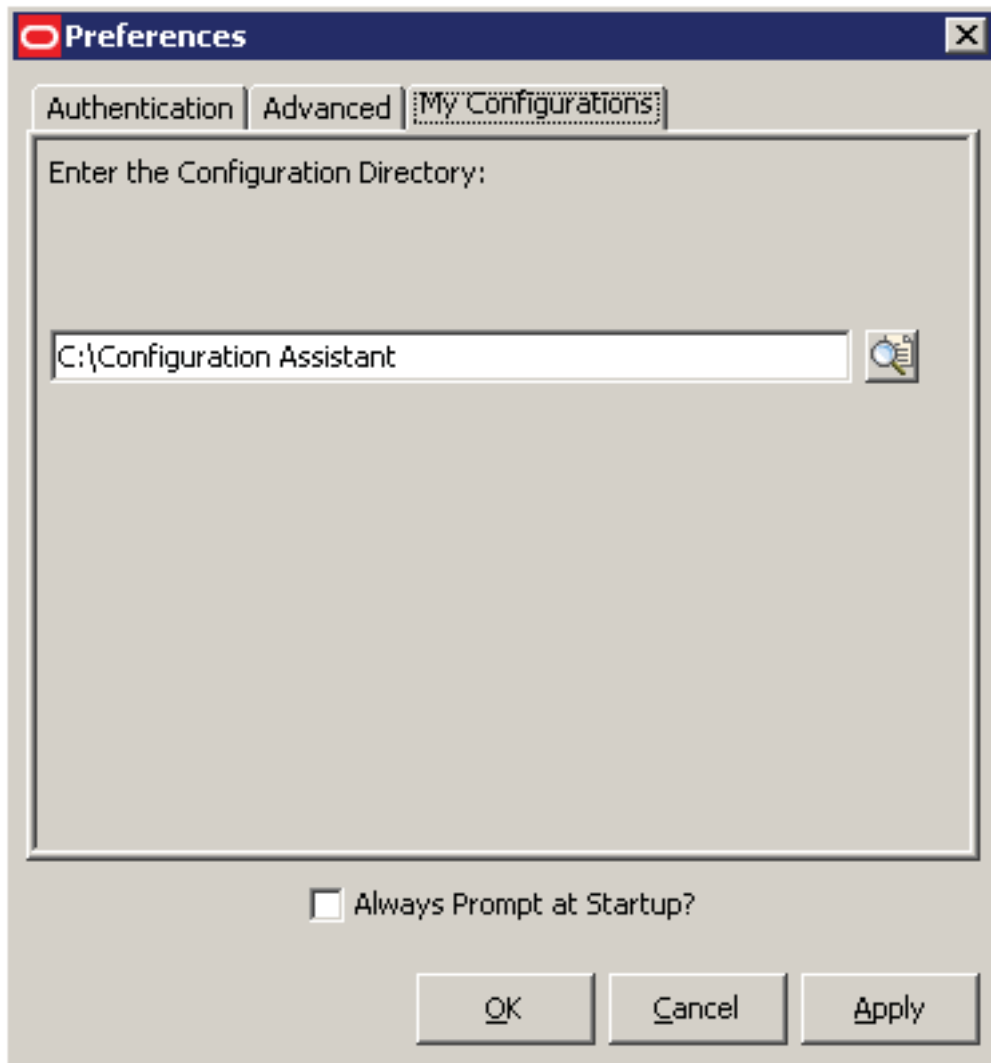 Preferences
Authentication Advanced My Configurations
Enter the Configuration Directory:
C:\Configuration Assistant
Always Prompt at Startup?
OK Cancel Apply